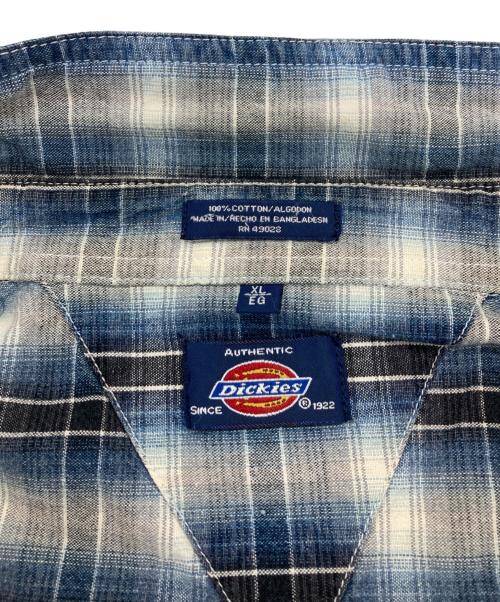 100% COTTON/ALGODON
MADE IN/HECHO EN BANGLADESH
RN 49028
XL
EG
AUTHENTIC
Dickies
SINCE ® 1922